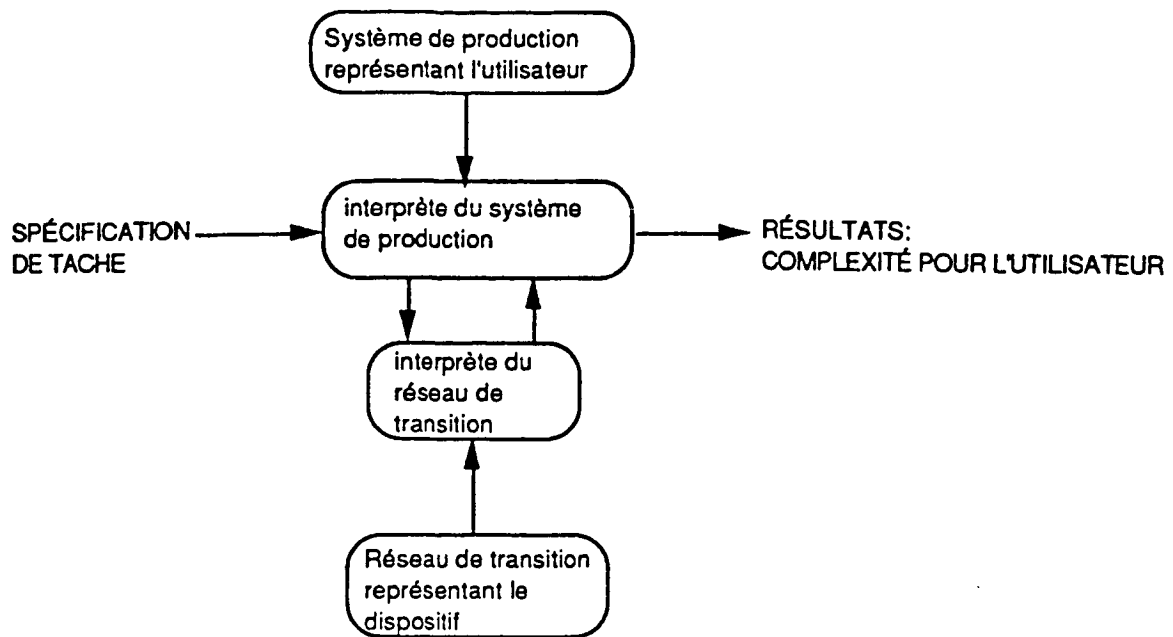 Système de production
représentant l'utilisateur
interprète du système
de production
SPÉCIFICATION
DE TACHE
RÉSULTATS:
COMPLEXITÉ POUR L'UTILISATEUR
interprète du
réseau de
transition
Réseau de transition
représentant le
dispositif